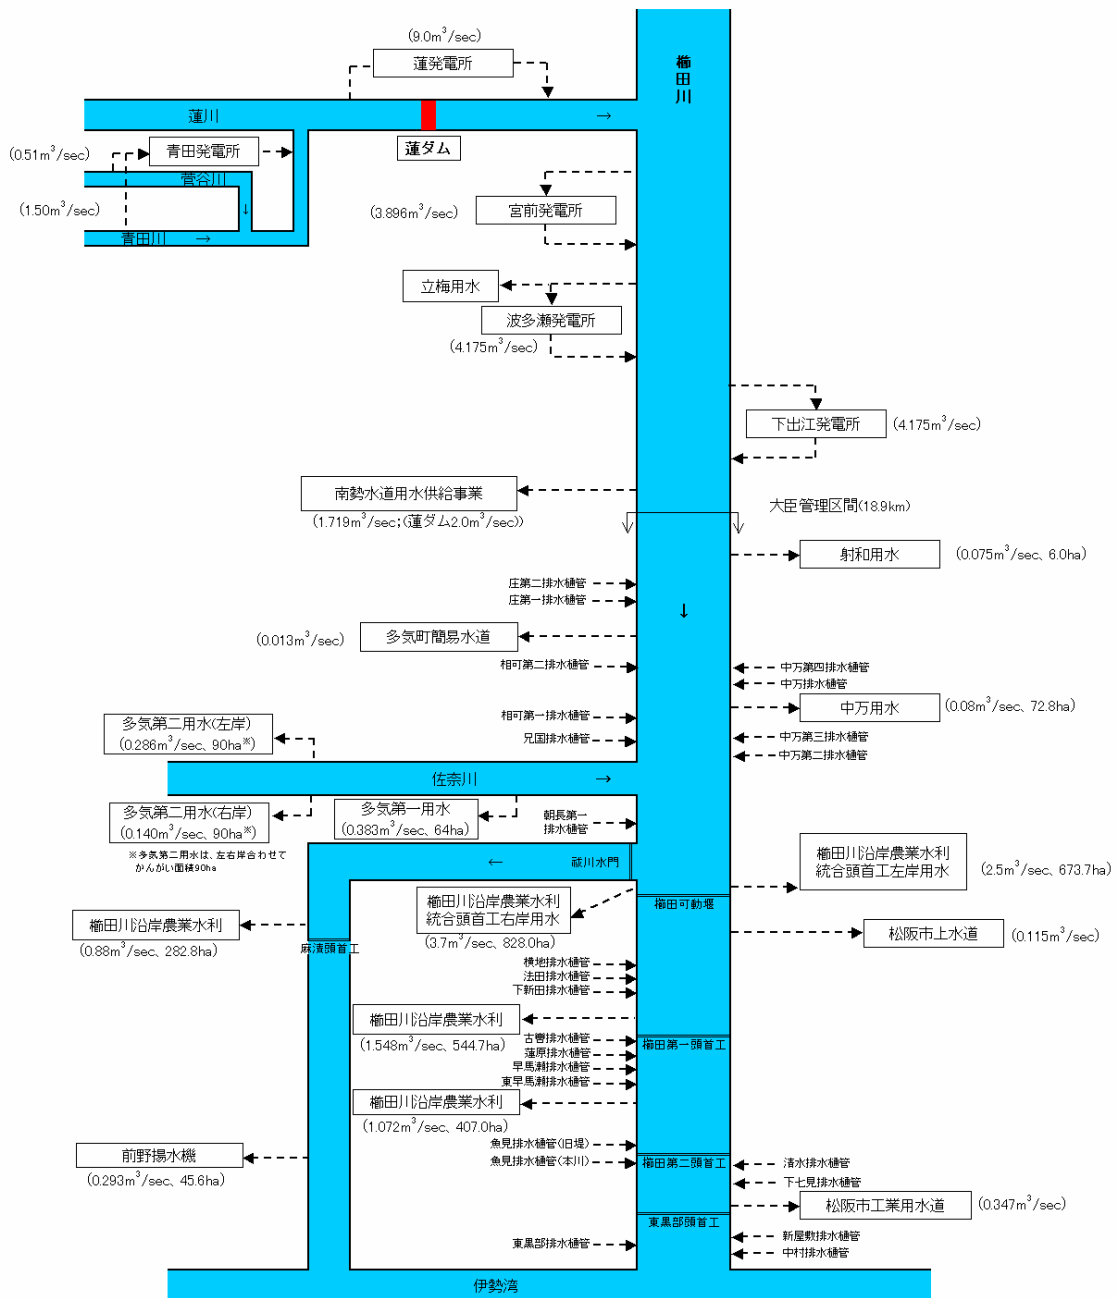 (9.0m³/sec)
蓮発電所
櫛田川
蓮川
→
蓮ダム
青田発電所
(0.51m³/sec)
菅谷川
(1.50m³/sec)
↓
青田川
→
(3.896m³/sec)
宮前発電所
立梅用水
波多瀬発電所
(4.175m³/sec)
下出江発電所
(4.175m³/sec)
南勢水道用水供給事業
(1.719m³/sec;(蓮ダム2.0m³/sec))
大臣管理区間(18.9km)
射和用水
(0.075m³/sec、6.0ha)
庄第二排水樋管
庄第一排水樋管
↓
(0.013m³/sec)
多気町簡易水道
相可第二排水樋管
中万第四排水樋管
中万排水樋管
中万用水
(0.08m³/sec、72.8ha)
相可第一排水樋管
兄国排水樋管
中万第三排水樋管
中万第二排水樋管
多気第二用水(左岸)
(0.286m³/sec、90ha※)
佐奈川
→
多気第二用水(右岸)
(0.140m³/sec、90ha※)
多気第一用水
(0.383m³/sec、64ha)
朝長第一
排水樋管
※多気第二用水は、左右岸合わせて
かんがい面積90ha
←
祓川水門
櫛田川沿岸農業水利
統合頭首工左岸用水
(2.5m³/sec、673.7ha)
櫛田川沿岸農業水利
統合頭首工右岸用水
(3.7m³/sec、828.0ha)
櫛田可動堰
櫛田川沿岸農業水利
(0.88m³/sec、282.8ha)
麻漬頭首工
松阪市上水道
(0.115m³/sec)
横地排水樋管
法田排水樋管
下新田排水樋管
櫛田川沿岸農業水利
(1.548m³/sec、544.7ha)
古轡排水樋管
櫛田第一頭首工
蓮原排水樋管
早馬瀬排水樋管
東早馬瀬排水樋管
櫛田川沿岸農業水利
(1.072m³/sec、407.0ha)
魚見排水樋管(旧堤)
魚見排水樋管(本川)
櫛田第二頭首工
清水排水樋管
下七見排水樋管
前野揚水機
(0.293m³/sec、45.6ha)
松阪市工業用水道
(0.347m³/sec)
東黒部頭首工
新屋敷排水樋管
東黒部排水樋管
中村排水樋管
伊勢湾